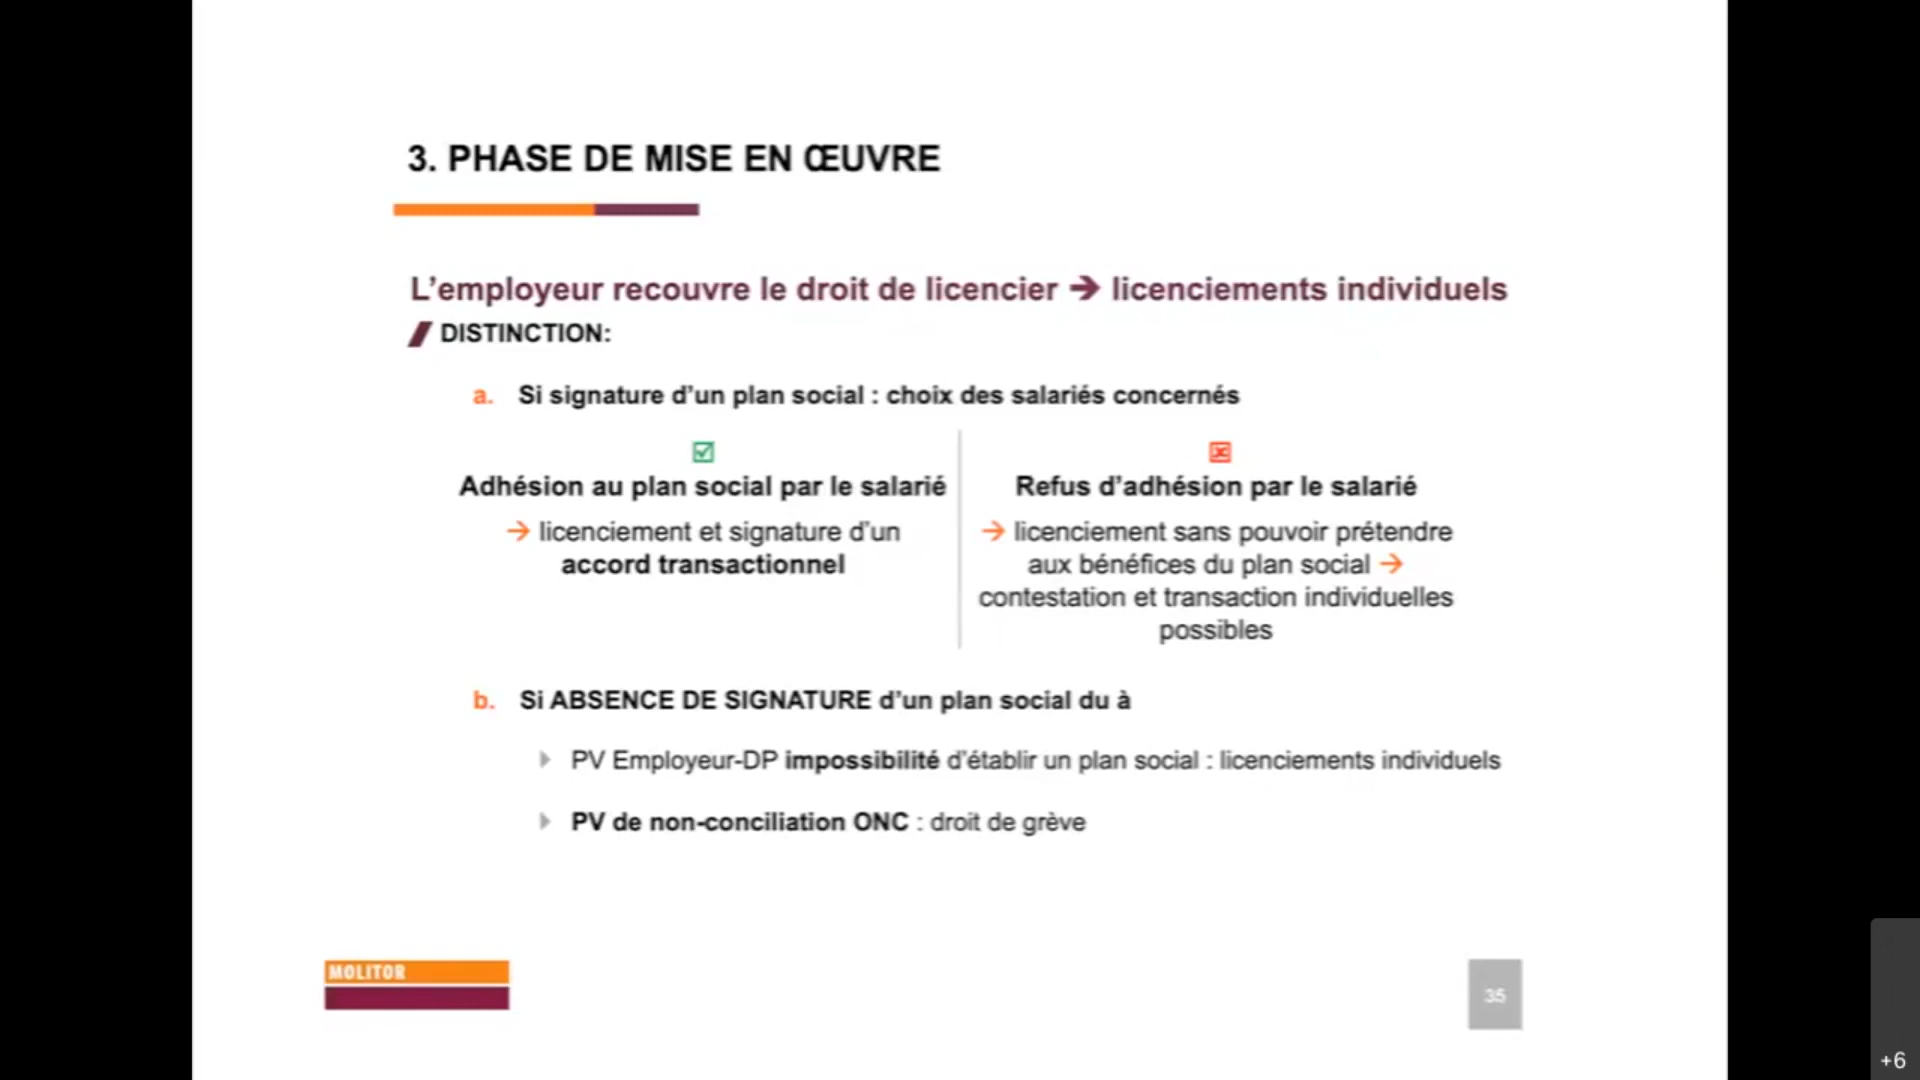 3. PHASE DE MISE EN ŒUVRE
L'employeur recouvre le droit de licencier → licenciements individuels
DISTINCTION:
a. Si signature d'un plan social : choix des salariés concernés
Adhésion au plan social par le salarié
→ licenciement et signature d'un
accord transactionnel
Refus d'adhésion par le salarié
→ licenciement sans pouvoir prétendre
aux bénéfices du plan social →
contestation et transaction individuelles
possibles
b. Si ABSENCE DE SIGNATURE d'un plan social du à
PV Employeur-DP impossibilité d'établir un plan social : licenciements individuels
PV de non-conciliation ONC : droit de grève
MOLITOR
35
+6